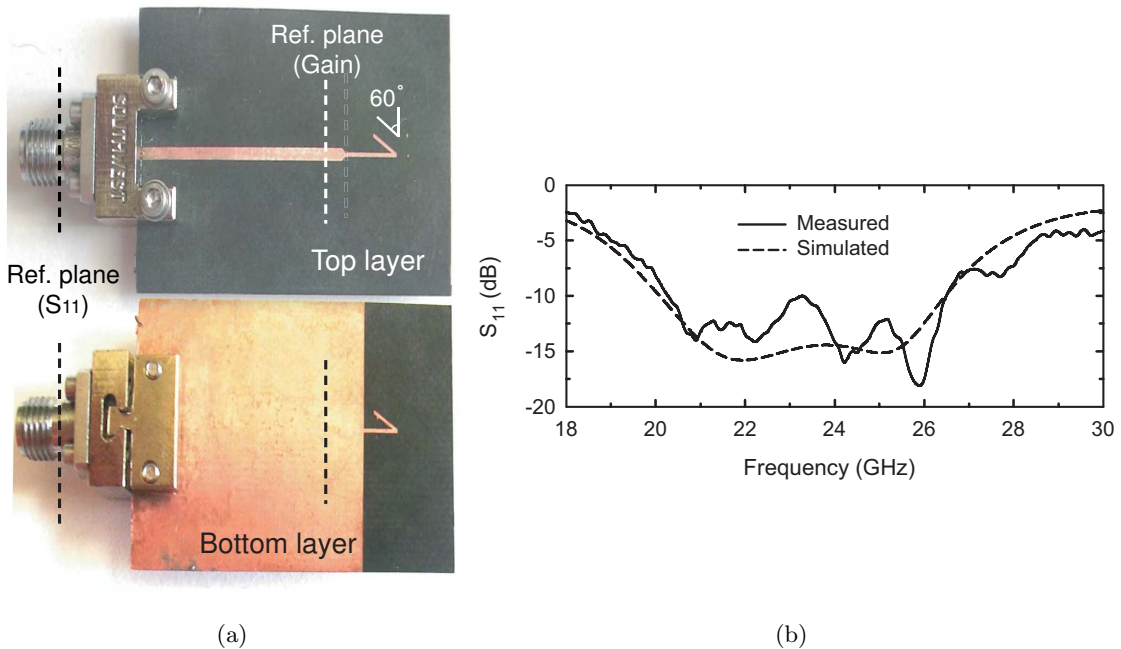 Ref. plane
(Gain)
60°
SOUTHWEST
Top layer
Ref. plane
(S11)
Bottom layer
(a)
0
-5
-10
-15
-20
S11 (dB)
Measured
Simulated
18
20
22
24
26
28
30
Frequency (GHz)
(b)